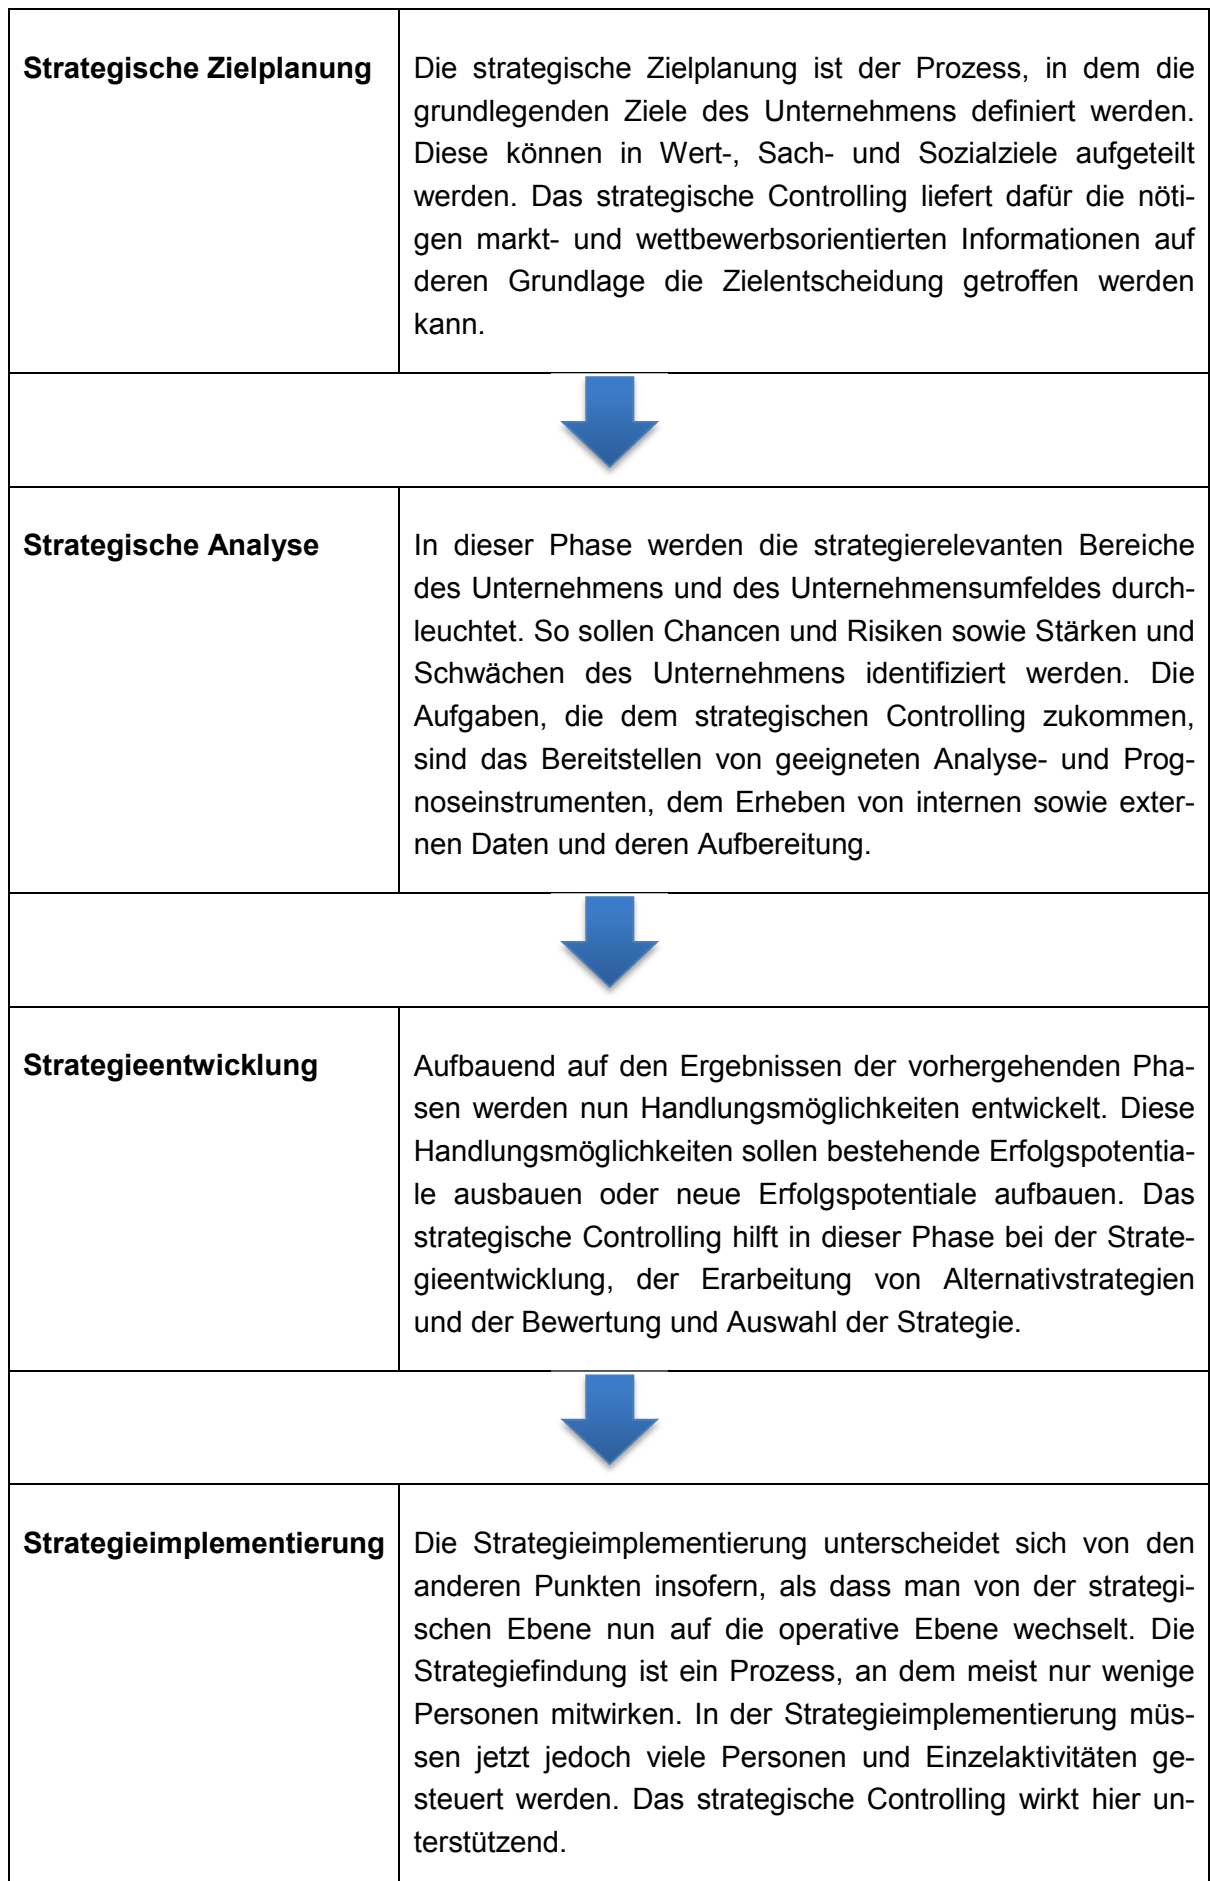 Strategische Zielplanung
Die strategische Zielplanung ist der Prozess, in dem die
grundlegenden Ziele des Unternehmens definiert werden.
Diese können in Wert-, Sach- und Sozialziele aufgeteilt
werden. Das strategische Controlling liefert dafür die nöti-
gen markt- und wettbewerbsorientierten Informationen auf
deren Grundlage die Zielentscheidung getroffen werden
kann.
Strategische Analyse
In dieser Phase werden die strategierelevanten Bereiche
des Unternehmens und des Unternehmensumfeldes durch-
leuchtet. So sollen Chancen und Risiken sowie Stärken und
Schwächen des Unternehmens identifiziert werden. Die
Aufgaben, die dem strategischen Controlling zukommen,
sind das Bereitstellen von geeigneten Analyse- und Prog-
noseinstrumenten, dem Erheben von internen sowie exter-
nen Daten und deren Aufbereitung.
Strategieentwicklung
Aufbauend auf den Ergebnissen der vorhergehenden Pha-
sen werden nun Handlungsmöglichkeiten entwickelt. Diese
Handlungsmöglichkeiten sollen bestehende Erfolgspotentia-
le ausbauen oder neue Erfolgspotentiale aufbauen. Das
strategische Controlling hilft in dieser Phase bei der Strate-
gieentwicklung, der Erarbeitung von Alternativstrategien
und der Bewertung und Auswahl der Strategie.
Strategieimplementierung
Die Strategieimplementierung unterscheidet sich von den
anderen Punkten insofern, als dass man von der strategi-
schen Ebene nun auf die operative Ebene wechselt. Die
Strategiefindung ist ein Prozess, an dem meist nur wenige
Personen mitwirken. In der Strategieimplementierung müs-
sen jetzt jedoch viele Personen und Einzelaktivitäten ge-
steuert werden. Das strategische Controlling wirkt hier un-
terstützend.